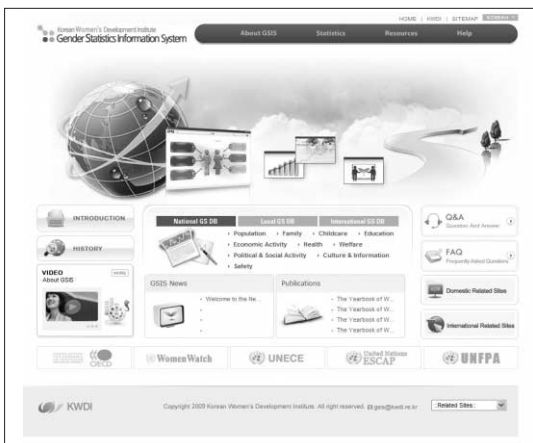 HOME | KWDI | SITEMAP KOREAN
Korean Women's Development Institute
Gender Statistics Information System
About GSIS Statistics Resources Help
INTRODUCTION
HISTORY
VIDEO
About GSIS
National GS DB Local GS DB International GS DB
Population Family Childcare Education
Economic Activity Health Welfare
Political & Social Activity Culture & Information
Safety
GSIS News
Welcome to the Ne...
Publications
The Yearbook of W...
The Yearbook of W...
The Yearbook of W...
The Yearbook of W...
Q&A
Question And Answer
FAQ
Frequently Asked Questions
Domestic Related Sites
International Related Sites
OECD
WomenWatch
UNECE
United Nations
ESCAP
UNFPA
KWDI
Copyright 2009 Korean Women's Development Institute. All right reserved. gsis@kwdi.re.kr
::Related Sites::